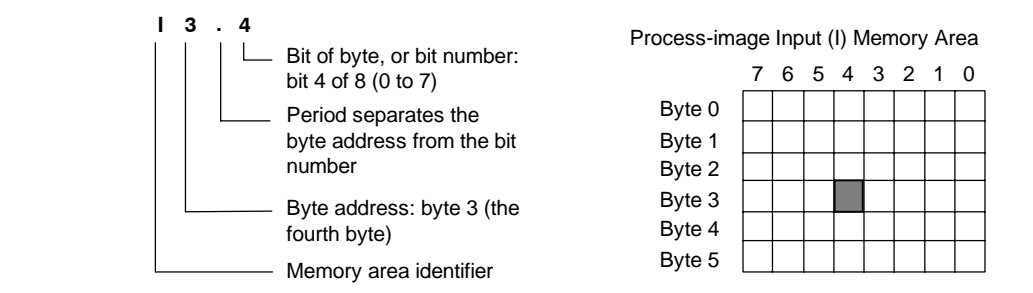 I 3 . 4
Bit of byte, or bit number:
bit 4 of 8 (0 to 7)
Period separates the
byte address from the bit
number
Byte address: byte 3 (the
fourth byte)
Memory area identifier
Process-image Input (I) Memory Area
7 6 5 4 3 2 1 0
Byte 0
Byte 1
Byte 2
Byte 3
Byte 4
Byte 5